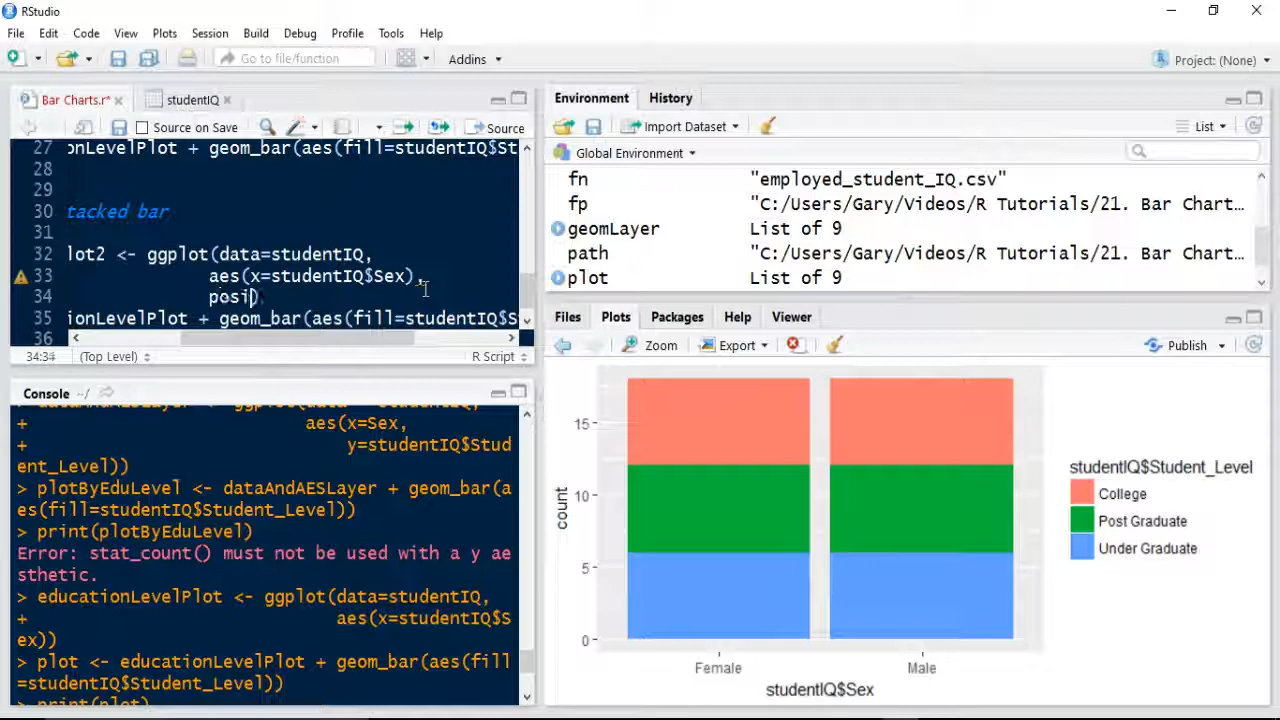 RStudio
File Edit Code View Plots Session Build Debug Profile Tools Help
Go to file/function Addins Project: (None)
Bar Charts.r* studentIQ
Source on Save Source
27 onLevelPlot + geom_bar(aes(fill=studentIQ$St
28
29
30 tacked bar
31
32 lot2 <- ggplot(data=studentIQ,
33 aes(x=studentIQ$Sex),
34 posi)
35 ionLevelPlot + geom_bar(aes(fill=studentIQ$S
36
34:34 (Top Level) R Script
Console ~/
+ aes(x=Sex,
+ y=studentIQ$Stud
ent_Level))
> plotByEduLevel <- dataAndAESLayer + geom_bar(a
es(fill=studentIQ$Student_Level))
> print(plotByEduLevel)
Error: stat_count() must not be used with a y ae
sthetic.
> educationLevelPlot <- ggplot(data=studentIQ,
+ aes(x=studentIQ$S
ex))
> plot <- educationLevelPlot + geom_bar(aes(fill
=studentIQ$Student_Level))
> print(plot)
Environment History
Import Dataset List
Global Environment
fn "employed_student_IQ.csv"
fp "C:/Users/Gary/Videos/R Tutorials/21. Bar Chart…
geomLayer List of 9
path "C:/Users/Gary/Videos/R Tutorials/21. Bar Chart…
plot List of 9
Files Plots Packages Help Viewer
Zoom Export Publish
15
10
5
0
count
Female Male
studentIQ$Sex
studentIQ$Student_Level
College
Post Graduate
Under Graduate